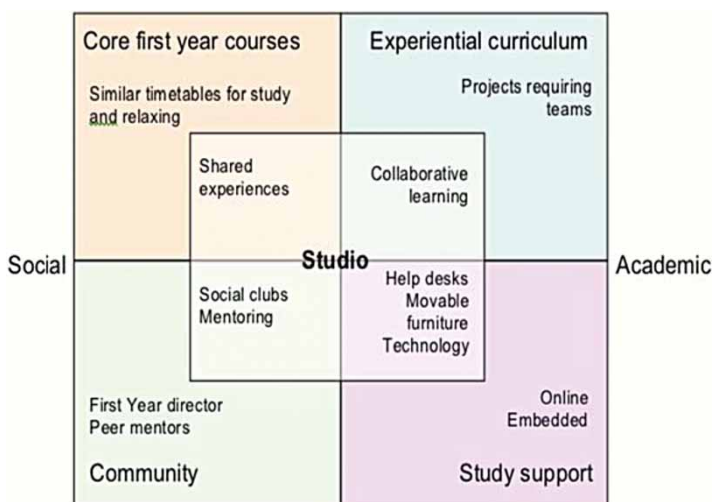 Core first year courses
Similar timetables for study
and relaxing
Experiential curriculum
Projects requiring
teams
Shared
experiences
Collaborative
learning
Social
Studio
Academic
Social clubs
Mentoring
Help desks
Movable
furniture
Technology
First Year director
Peer mentors
Community
Online
Embedded
Study support